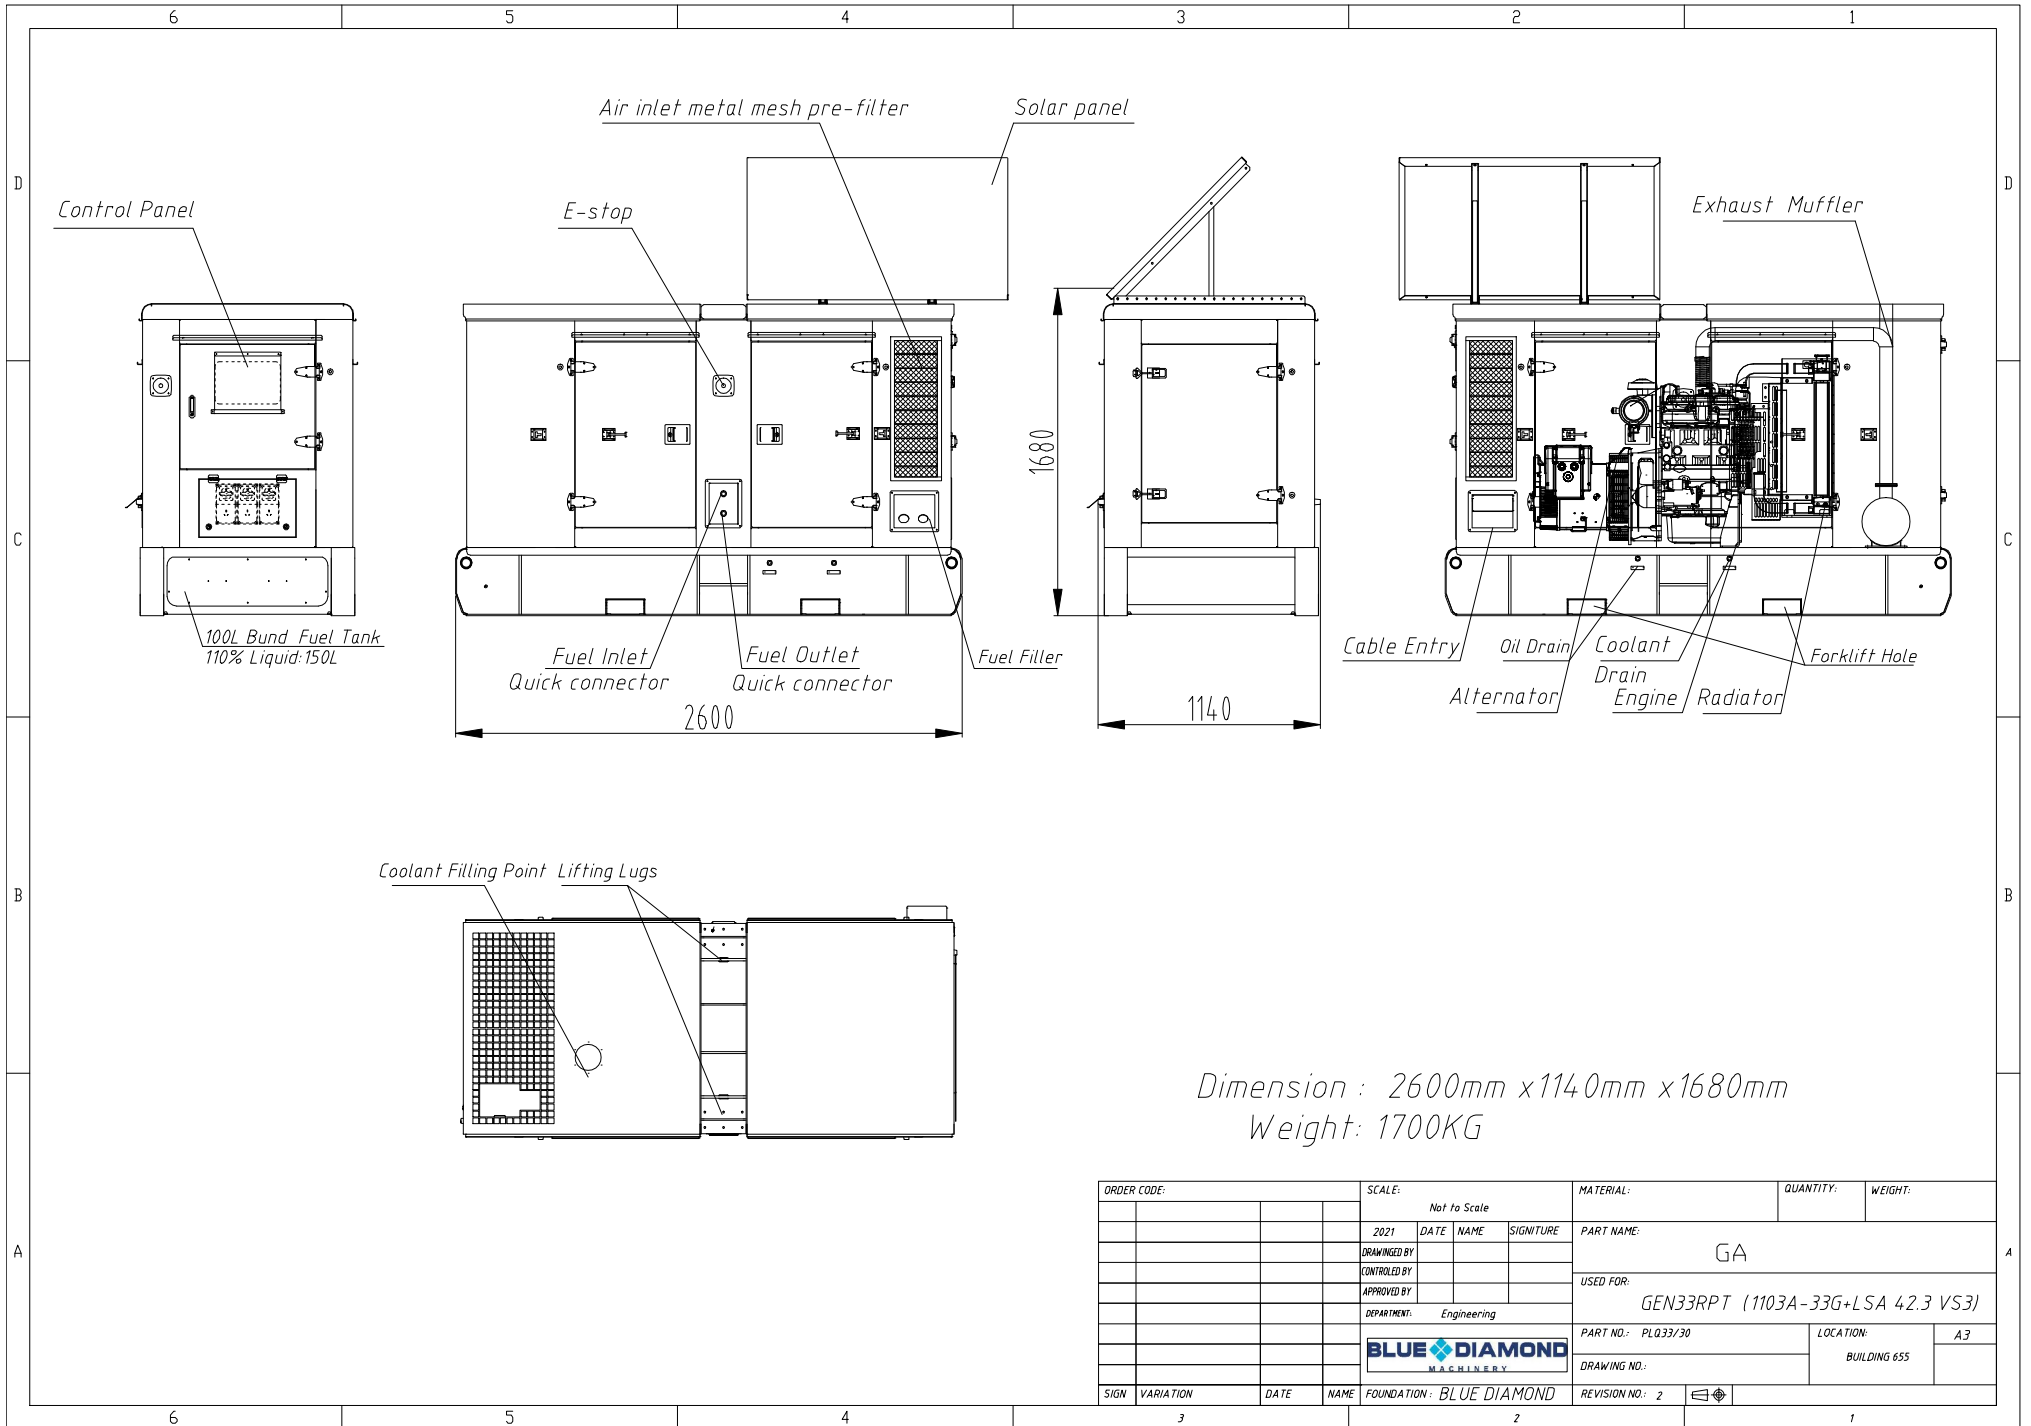 6 5 4 3 2 1
D
D
C
C
B
B
A
A
Air inlet metal mesh pre-filter
Solar panel
Control Panel
E-stop
Exhaust Muffler
1680
100L Bund Fuel Tank
110% Liquid:150L
Fuel Inlet
Quick connector
Fuel Outlet
Quick connector
Fuel Filler
2600
1140
Cable Entry
Oil Drain
Coolant
Drain
Forklift Hole
Alternator
Engine
Radiator
Coolant Filling Point
Lifting Lugs
Dimension : 2600mm x1140mm x1680mm
Weight: 1700KG
ORDER CODE:
SCALE:
Not to Scale
MATERIAL:
QUANTITY:
WEIGHT:
2021 DATE NAME SIGNITURE
DRAWINGED BY
CONTROLED BY
APPROVED BY
DEPARTMENT: Engineering
PART NAME:
GA
USED FOR:
GEN33RPT (1103A-33G+LSA 42.3 VS3)
BLUE DIAMOND
MACHINERY
PART NO.: PLQ33/30
LOCATION:
BUILDING 655
A3
DRAWING NO.:
SIGN VARIATION DATE NAME
FOUNDATION : BLUE DIAMOND
REVISION NO.: 2
6 5 4 3 2 1